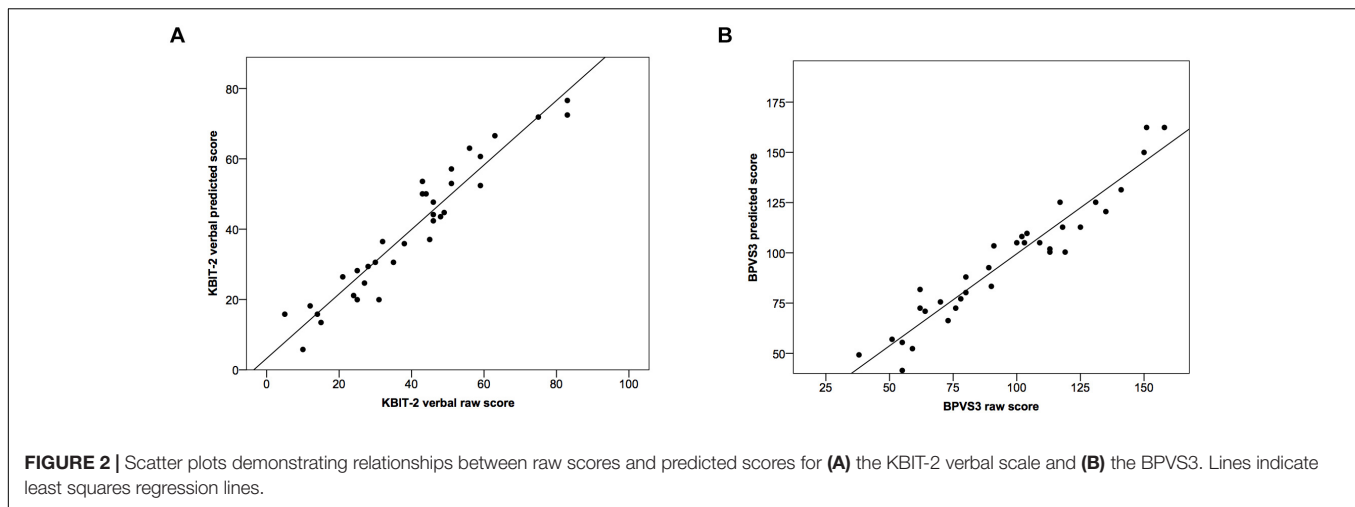 A
B
80
60
40
20
0
KBIT-2 verbal predicted score
0 20 40 60 80 100
KBIT-2 verbal raw score
175
150
125
100
75
50
BPVS3 predicted score
25 50 75 100 125 150
BPVS3 raw score
FIGURE 2 | Scatter plots demonstrating relationships between raw scores and predicted scores for (A) the KBIT-2 verbal scale and (B) the BPVS3. Lines indicate
least squares regression lines.